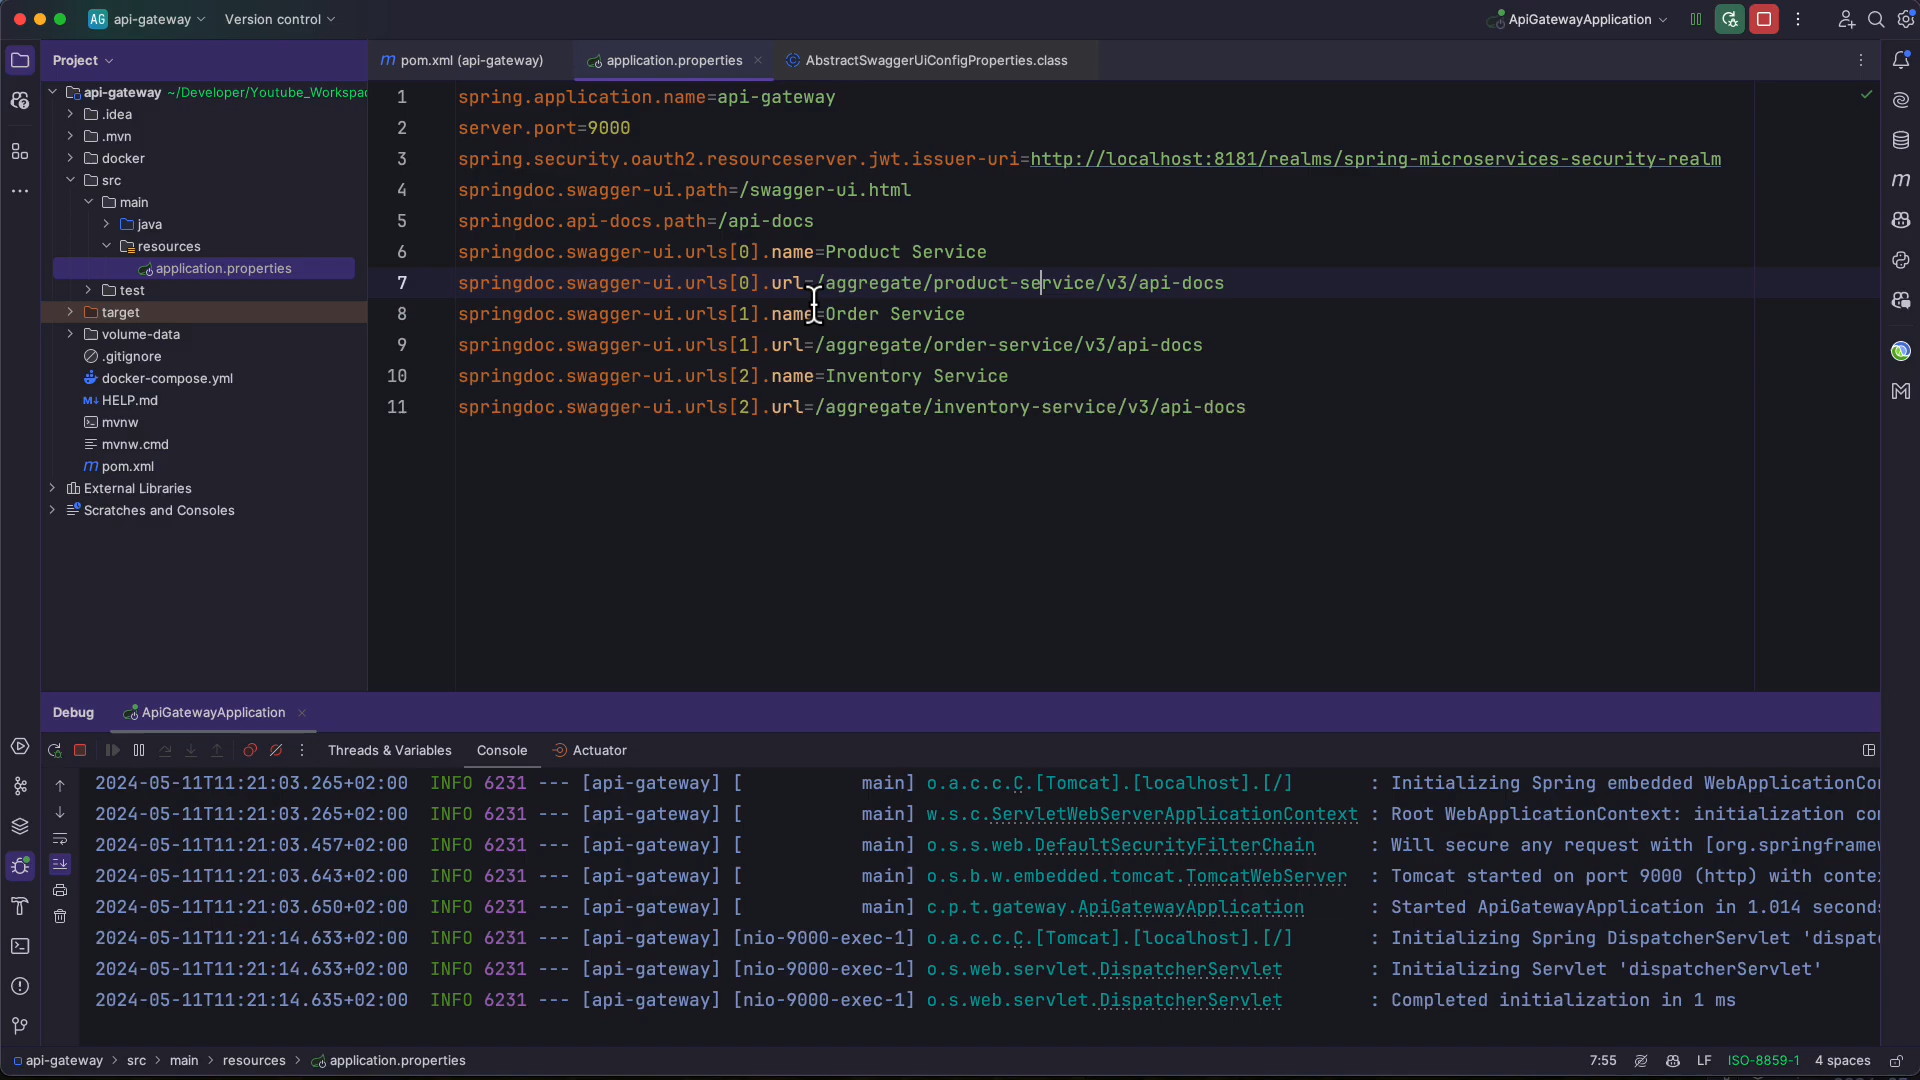 AG api-gateway Version control ApiGatewayApplication
Project
pom.xml (api-gateway) application.properties AbstractSwaggerUiConfigProperties.class
api-gateway ~/Developer/Youtube_Workspac
.idea
.mvn
docker
src
main
java
resources
application.properties
test
target
volume-data
.gitignore
docker-compose.yml
HELP.md
mvnw
mvnw.cmd
pom.xml
External Libraries
Scratches and Consoles
1 spring.application.name=api-gateway
2 server.port=9000
3 spring.security.oauth2.resourceserver.jwt.issuer-uri=http://localhost:8181/realms/spring-microservices-security-realm
4 springdoc.swagger-ui.path=/swagger-ui.html
5 springdoc.api-docs.path=/api-docs
6 springdoc.swagger-ui.urls[0].name=Product Service
7 springdoc.swagger-ui.urls[0].url=/aggregate/product-service/v3/api-docs
8 springdoc.swagger-ui.urls[1].name=Order Service
9 springdoc.swagger-ui.urls[1].url=/aggregate/order-service/v3/api-docs
10 springdoc.swagger-ui.urls[2].name=Inventory Service
11 springdoc.swagger-ui.urls[2].url=/aggregate/inventory-service/v3/api-docs
Debug ApiGatewayApplication
Threads & Variables Console Actuator
2024-05-11T11:21:03.265+02:00 INFO 6231 --- [api-gateway] [ main] o.a.c.c.C.[Tomcat].[localhost].[/] : Initializing Spring embedded WebApplicationCo
2024-05-11T11:21:03.265+02:00 INFO 6231 --- [api-gateway] [ main] w.s.c.ServletWebServerApplicationContext : Root WebApplicationContext: initialization co
2024-05-11T11:21:03.457+02:00 INFO 6231 --- [api-gateway] [ main] o.s.s.web.DefaultSecurityFilterChain : Will secure any request with [org.springframew
2024-05-11T11:21:03.643+02:00 INFO 6231 --- [api-gateway] [ main] o.s.b.w.embedded.tomcat.TomcatWebServer : Tomcat started on port 9000 (http) with conte
2024-05-11T11:21:03.650+02:00 INFO 6231 --- [api-gateway] [ main] c.p.t.gateway.ApiGatewayApplication : Started ApiGatewayApplication in 1.014 seconds
2024-05-11T11:21:14.633+02:00 INFO 6231 --- [api-gateway] [nio-9000-exec-1] o.a.c.c.C.[Tomcat].[localhost].[/] : Initializing Spring DispatcherServlet 'dispat
2024-05-11T11:21:14.633+02:00 INFO 6231 --- [api-gateway] [nio-9000-exec-1] o.s.web.servlet.DispatcherServlet : Initializing Servlet 'dispatcherServlet'
2024-05-11T11:21:14.635+02:00 INFO 6231 --- [api-gateway] [nio-9000-exec-1] o.s.web.servlet.DispatcherServlet : Completed initialization in 1 ms
api-gateway > src > main > resources > application.properties 7:55 LF ISO-8859-1 4 spaces